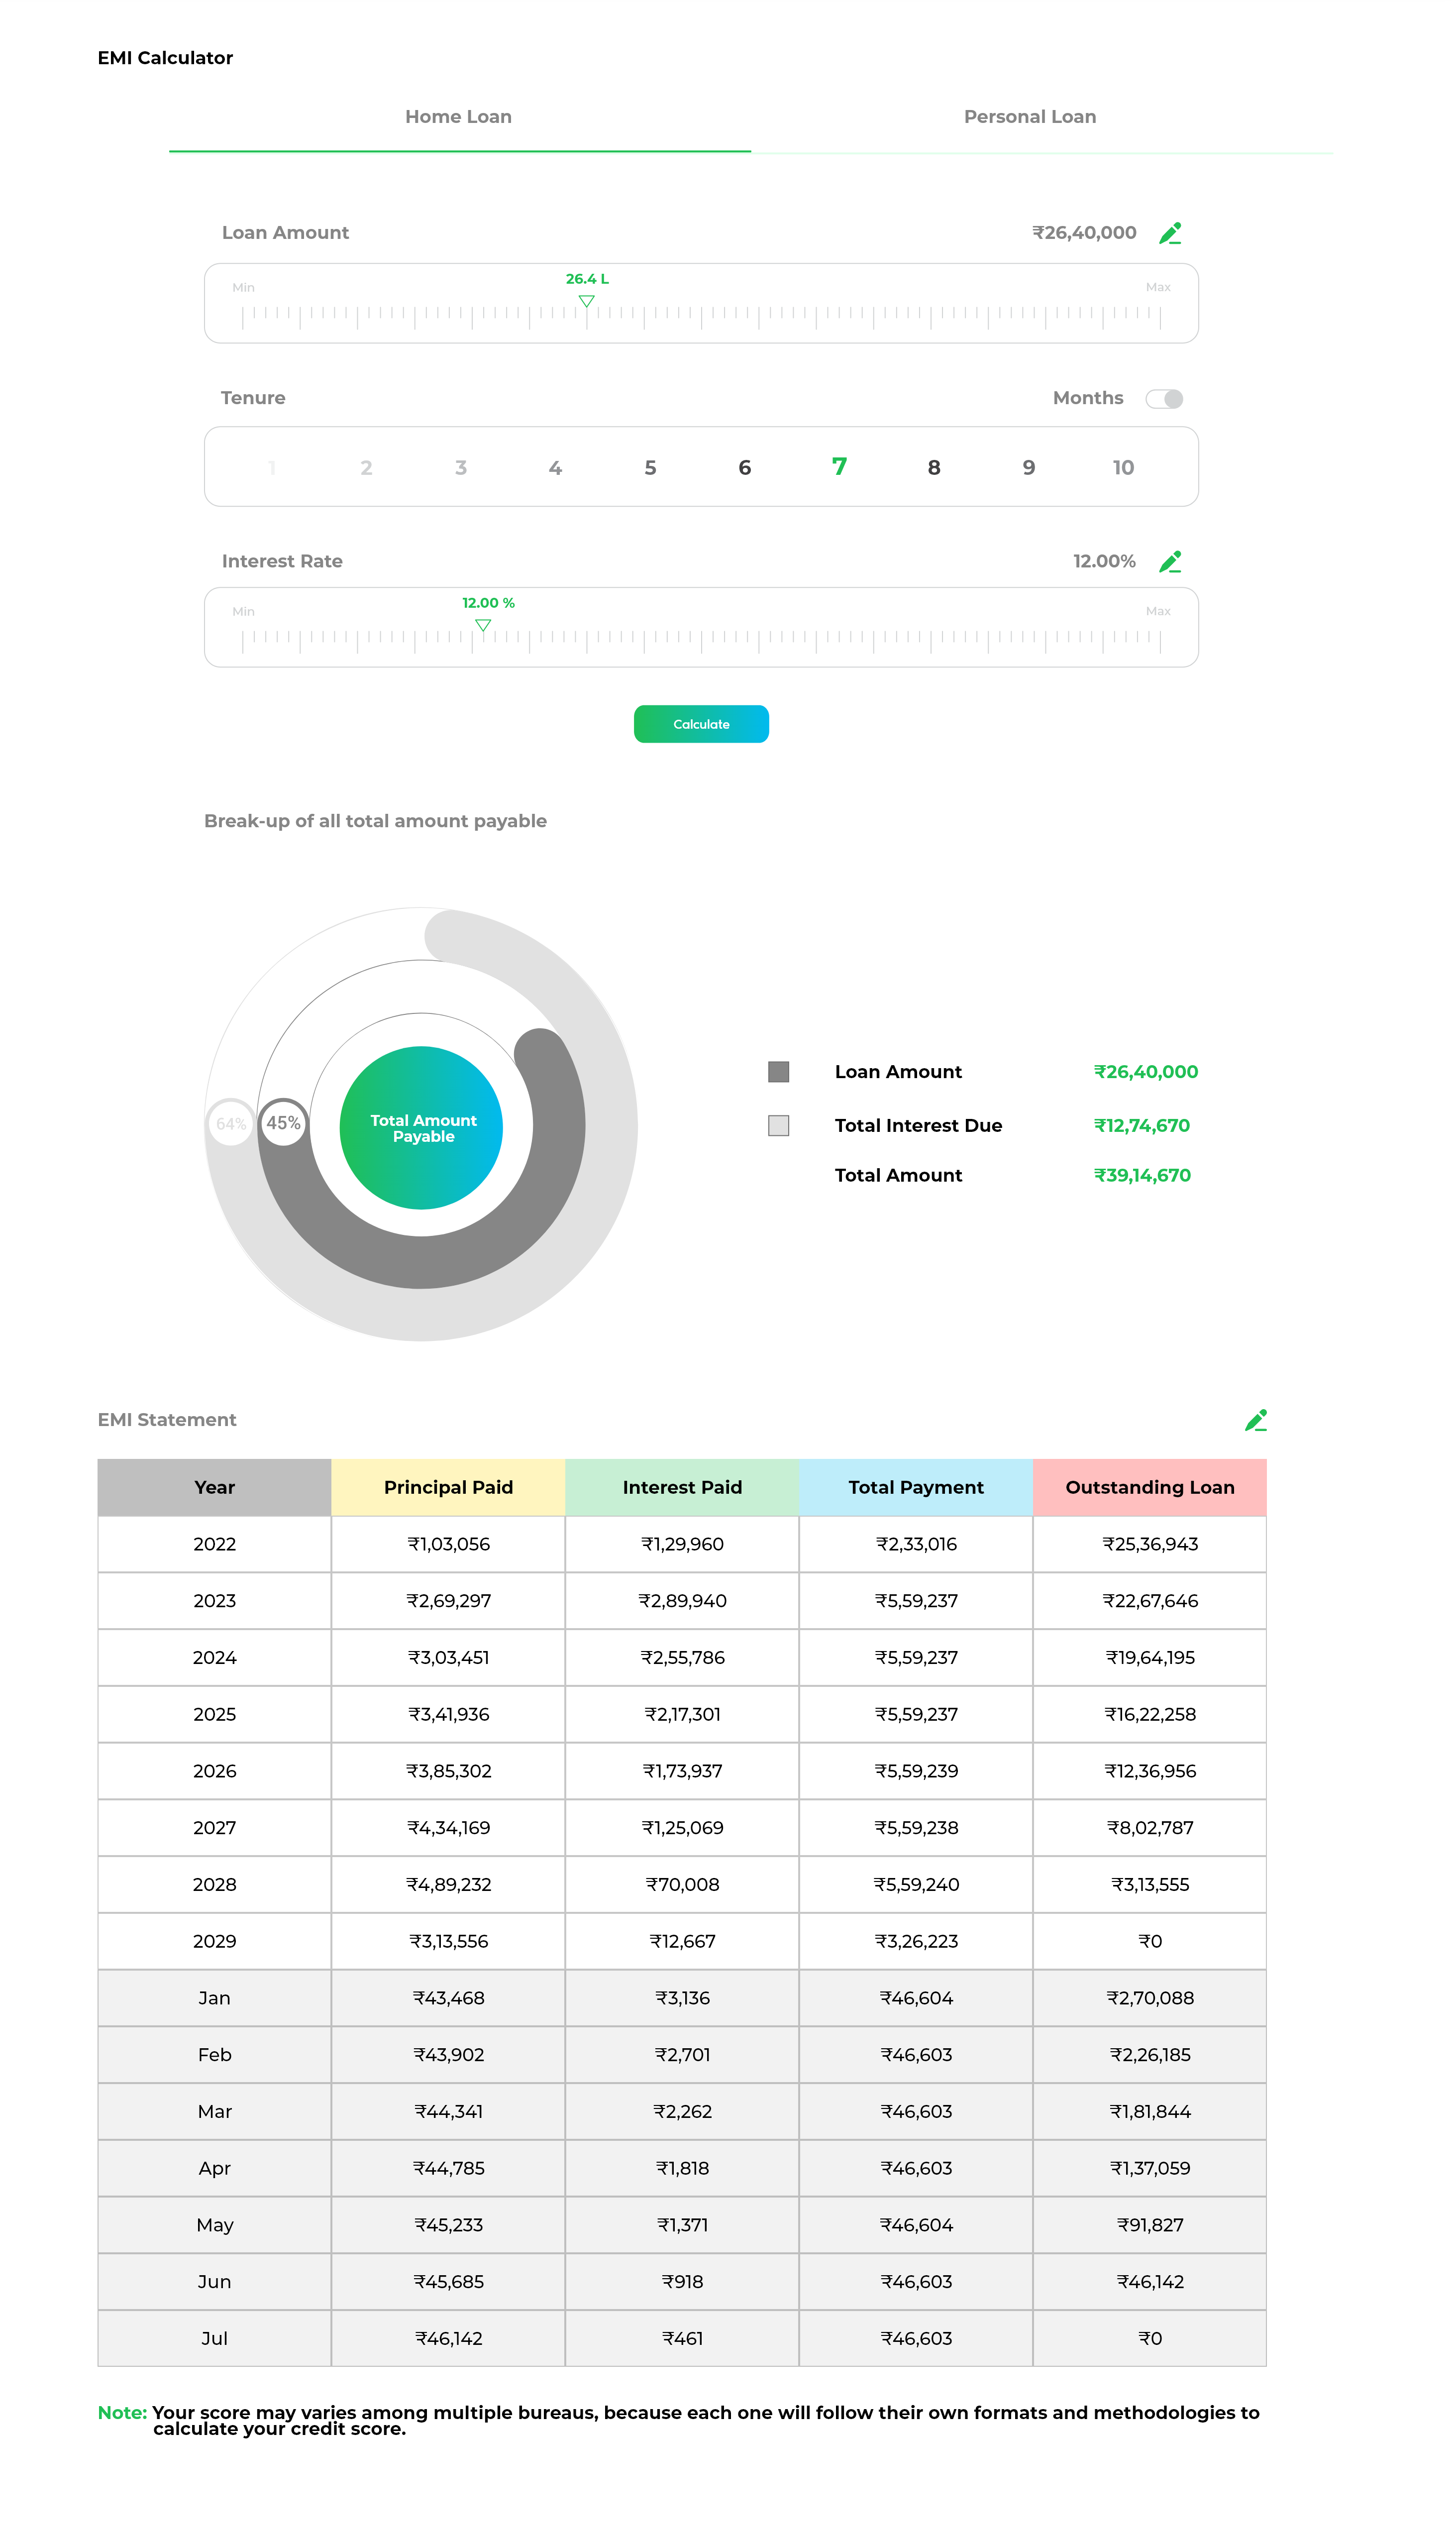 EMI Calculator
Home Loan Personal Loan
Loan Amount ₹26,40,000
26.4 L
Min Max
Tenure Months
1 2 3 4 5 6 7 8 9 10
Interest Rate 12.00%
12.00 %
Min Max
Calculate
Break-up of all total amount payable
Loan Amount ₹26,40,000
64% 45% Total Amount
Payable
Total Interest Due ₹12,74,670
Total Amount ₹39,14,670
EMI Statement
Year Principal Paid Interest Paid Total Payment Outstanding Loan
2022 ₹1,03,056 ₹1,29,960 ₹2,33,016 ₹25,36,943
2023 ₹2,69,297 ₹2,89,940 ₹5,59,237 ₹22,67,646
2024 ₹3,03,451 ₹2,55,786 ₹5,59,237 ₹19,64,195
2025 ₹3,41,936 ₹2,17,301 ₹5,59,237 ₹16,22,258
2026 ₹3,85,302 ₹1,73,937 ₹5,59,239 ₹12,36,956
2027 ₹4,34,169 ₹1,25,069 ₹5,59,238 ₹8,02,787
2028 ₹4,89,232 ₹70,008 ₹5,59,240 ₹3,13,555
2029 ₹3,13,556 ₹12,667 ₹3,26,223 ₹0
Jan ₹43,468 ₹3,136 ₹46,604 ₹2,70,088
Feb ₹43,902 ₹2,701 ₹46,603 ₹2,26,185
Mar ₹44,341 ₹2,262 ₹46,603 ₹1,81,844
Apr ₹44,785 ₹1,818 ₹46,603 ₹1,37,059
May ₹45,233 ₹1,371 ₹46,604 ₹91,827
Jun ₹45,685 ₹918 ₹46,603 ₹46,142
Jul ₹46,142 ₹461 ₹46,603 ₹0
Note: Your score may varies among multiple bureaus, because each one will follow their own formats and methodologies to
calculate your credit score.